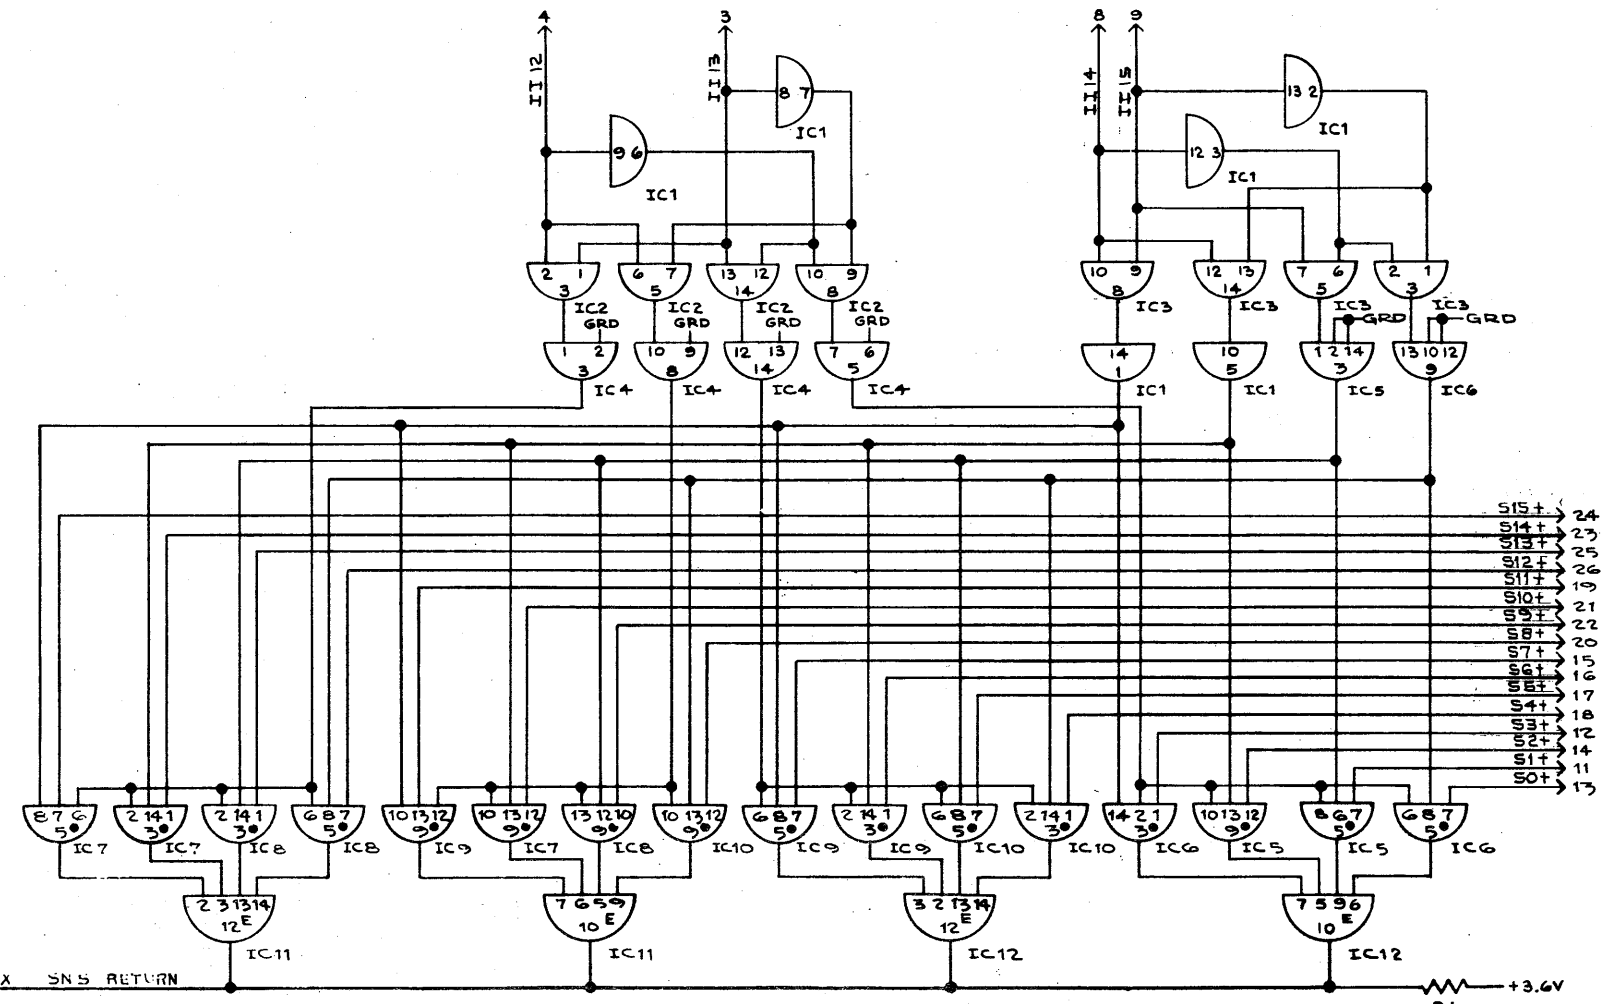 4 3 8 9
II12 II13 II14 II15
8 7 13 2
IC1 IC1
9 6 12 3
IC1 IC1
2 1 6 7 13 12 10 9 10 9 12 13 7 6 2 1
3 5 14 8 8 14 5 3
IC2 IC2 IC2 IC2 IC3 IC3 IC3 IC3
GRD GRD GRD GRD GRD GRD
1 2 10 9 12 13 7 6 14 10 1 2 14 13 10 12
3 8 14 5 1 5 3 9
IC4 IC4 IC4 IC4 IC1 IC1 IC5 IC6
S15+ 24
S14+ 23
S13+ 25
S12+ 26
S11+ 19
S10+ 21
S9+ 22
S8+ 20
S7+ 15
S6+ 16
S5+ 17
S4+ 18
S3+ 12
S2+ 14
S1+ 11
S0+ 13
8 7 6 2 14 1 2 14 1 6 8 7 10 13 12 10 13 12 13 12 10 10 13 12 6 8 7 2 14 1 6 8 7 2 14 1 14 2 1 10 13 12 8 6 7 6 8 7
5 3 3 5 9 9 9 9 5 3 5 3 3 9 5 5
IC7 IC7 IC8 IC8 IC9 IC7 IC8 IC10 IC9 IC9 IC10 IC10 IC6 IC5 IC5 IC6
2 3 13 14 7 6 5 9 3 2 13 14 7 5 9 6
12 E 10 E 12 E 10 E
IC11 IC11 IC12 IC12
X SNS RETURN +3.6V